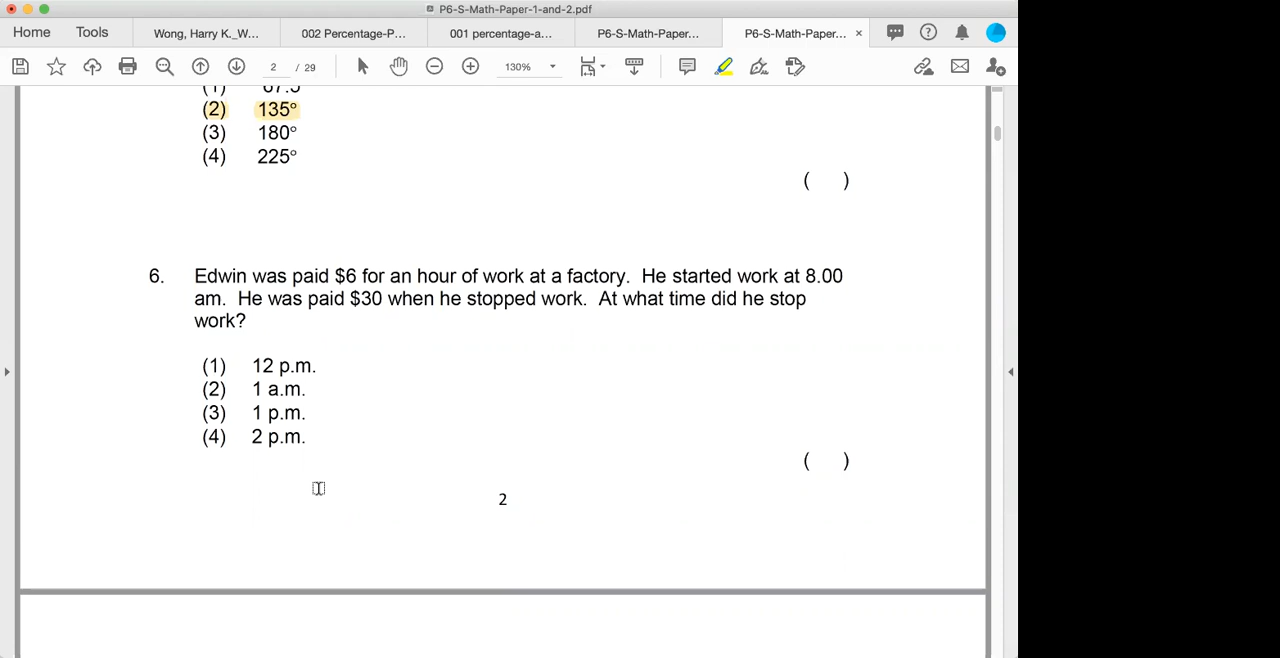 P6-S-Math-Paper-1-and-2.pdf
Home Tools Wong, Harry K._W... 002 Percentage-P... 001 percentage-a... P6-S-Math-Paper... P6-S-Math-Paper... ×
2 / 29 130%
(2) 135°
(3) 180°
(4) 225°
( )
6. Edwin was paid $6 for an hour of work at a factory. He started work at 8.00
am. He was paid $30 when he stopped work. At what time did he stop
work?
(1) 12 p.m.
(2) 1 a.m.
(3) 1 p.m.
(4) 2 p.m.
( )
2